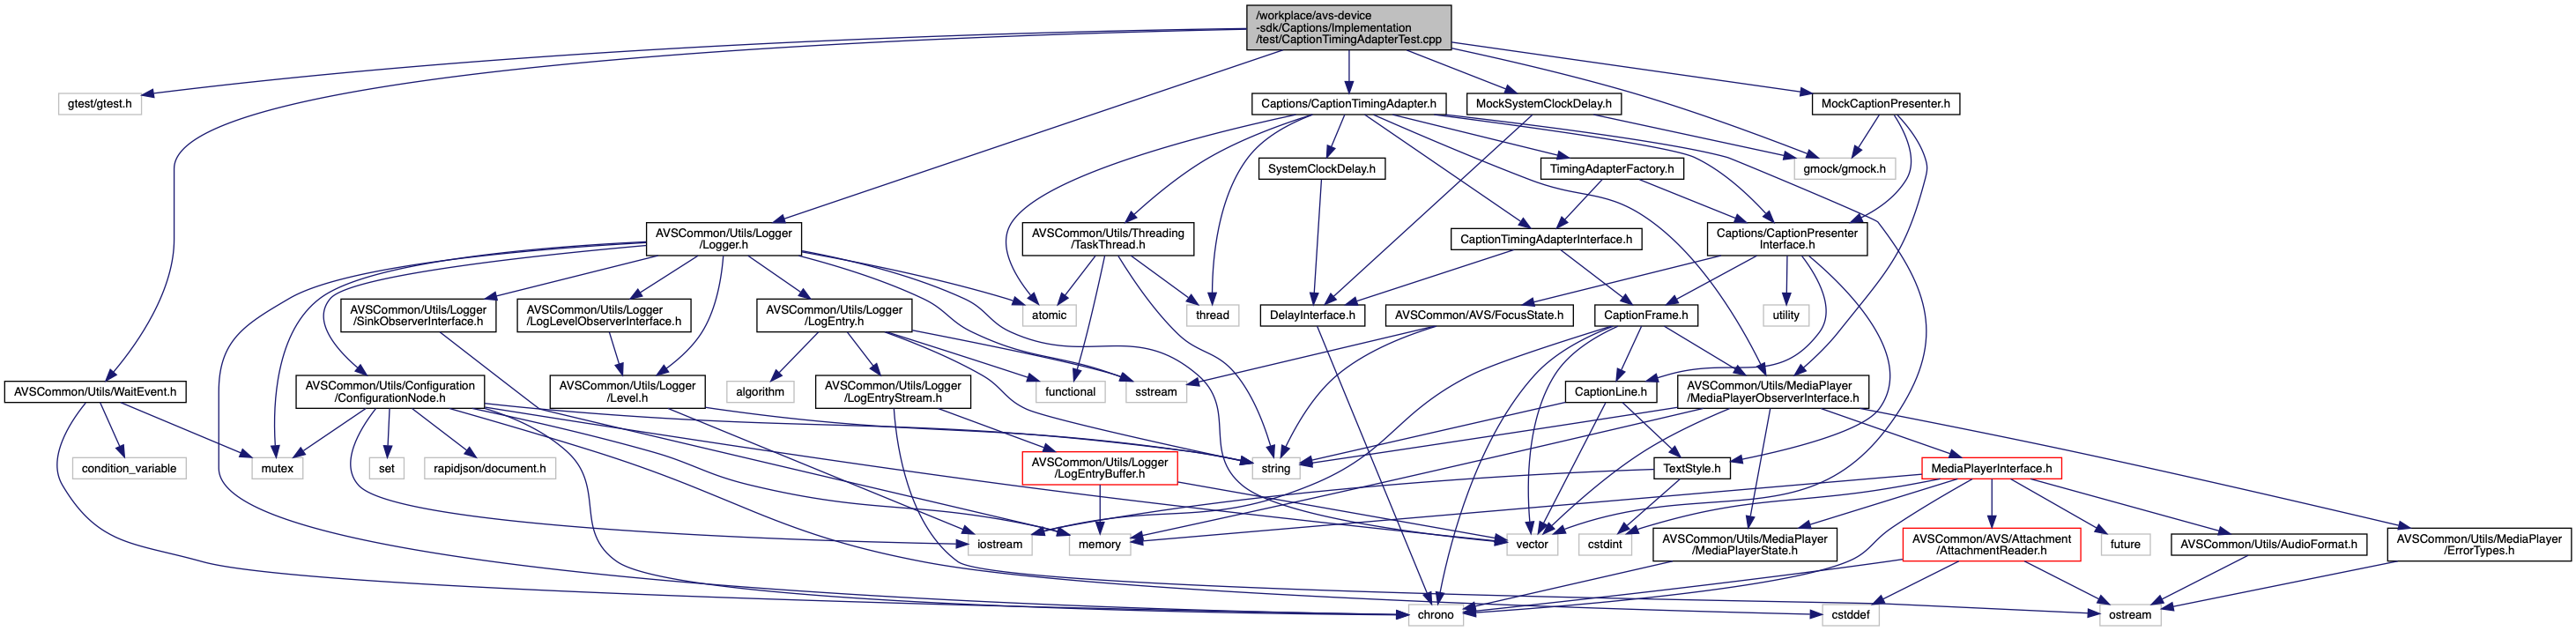 /workplace/avs-device
-sdk/Captions/Implementation
/test/CaptionTimingAdapterTest.cpp
gtest/gtest.h
Captions/CaptionTimingAdapter.h
MockSystemClockDelay.h
MockCaptionPresenter.h
SystemClockDelay.h
TimingAdapterFactory.h
gmock/gmock.h
AVSCommon/Utils/Logger
/Logger.h
AVSCommon/Utils/Threading
/TaskThread.h
CaptionTimingAdapterInterface.h
Captions/CaptionPresenter
Interface.h
AVSCommon/Utils/Logger
/SinkObserverInterface.h
AVSCommon/Utils/Logger
/LogLevelObserverInterface.h
AVSCommon/Utils/Logger
/LogEntry.h
atomic
thread
DelayInterface.h
AVSCommon/AVS/FocusState.h
CaptionFrame.h
utility
AVSCommon/Utils/WaitEvent.h
AVSCommon/Utils/Configuration
/ConfigurationNode.h
AVSCommon/Utils/Logger
/Level.h
algorithm
AVSCommon/Utils/Logger
/LogEntryStream.h
functional
sstream
CaptionLine.h
AVSCommon/Utils/MediaPlayer
/MediaPlayerObserverInterface.h
condition_variable
mutex
set
rapidjson/document.h
AVSCommon/Utils/Logger
/LogEntryBuffer.h
string
TextStyle.h
MediaPlayerInterface.h
iostream
memory
vector
cstdint
AVSCommon/Utils/MediaPlayer
/MediaPlayerState.h
AVSCommon/AVS/Attachment
/AttachmentReader.h
future
AVSCommon/Utils/AudioFormat.h
AVSCommon/Utils/MediaPlayer
/ErrorTypes.h
chrono
cstddef
ostream